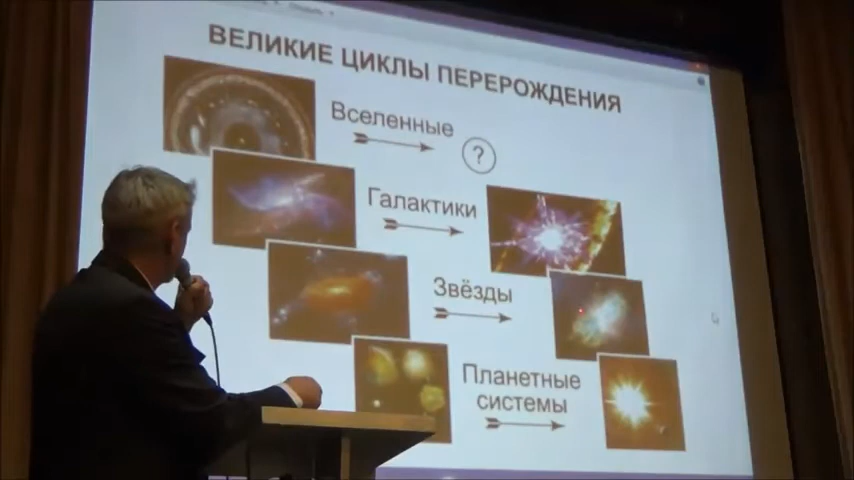 ВЕЛИКИЕ ЦИКЛЫ ПЕРЕРОЖДЕНИЯ
Вселенные
?
Галактики
Звёзды
Планетные
системы